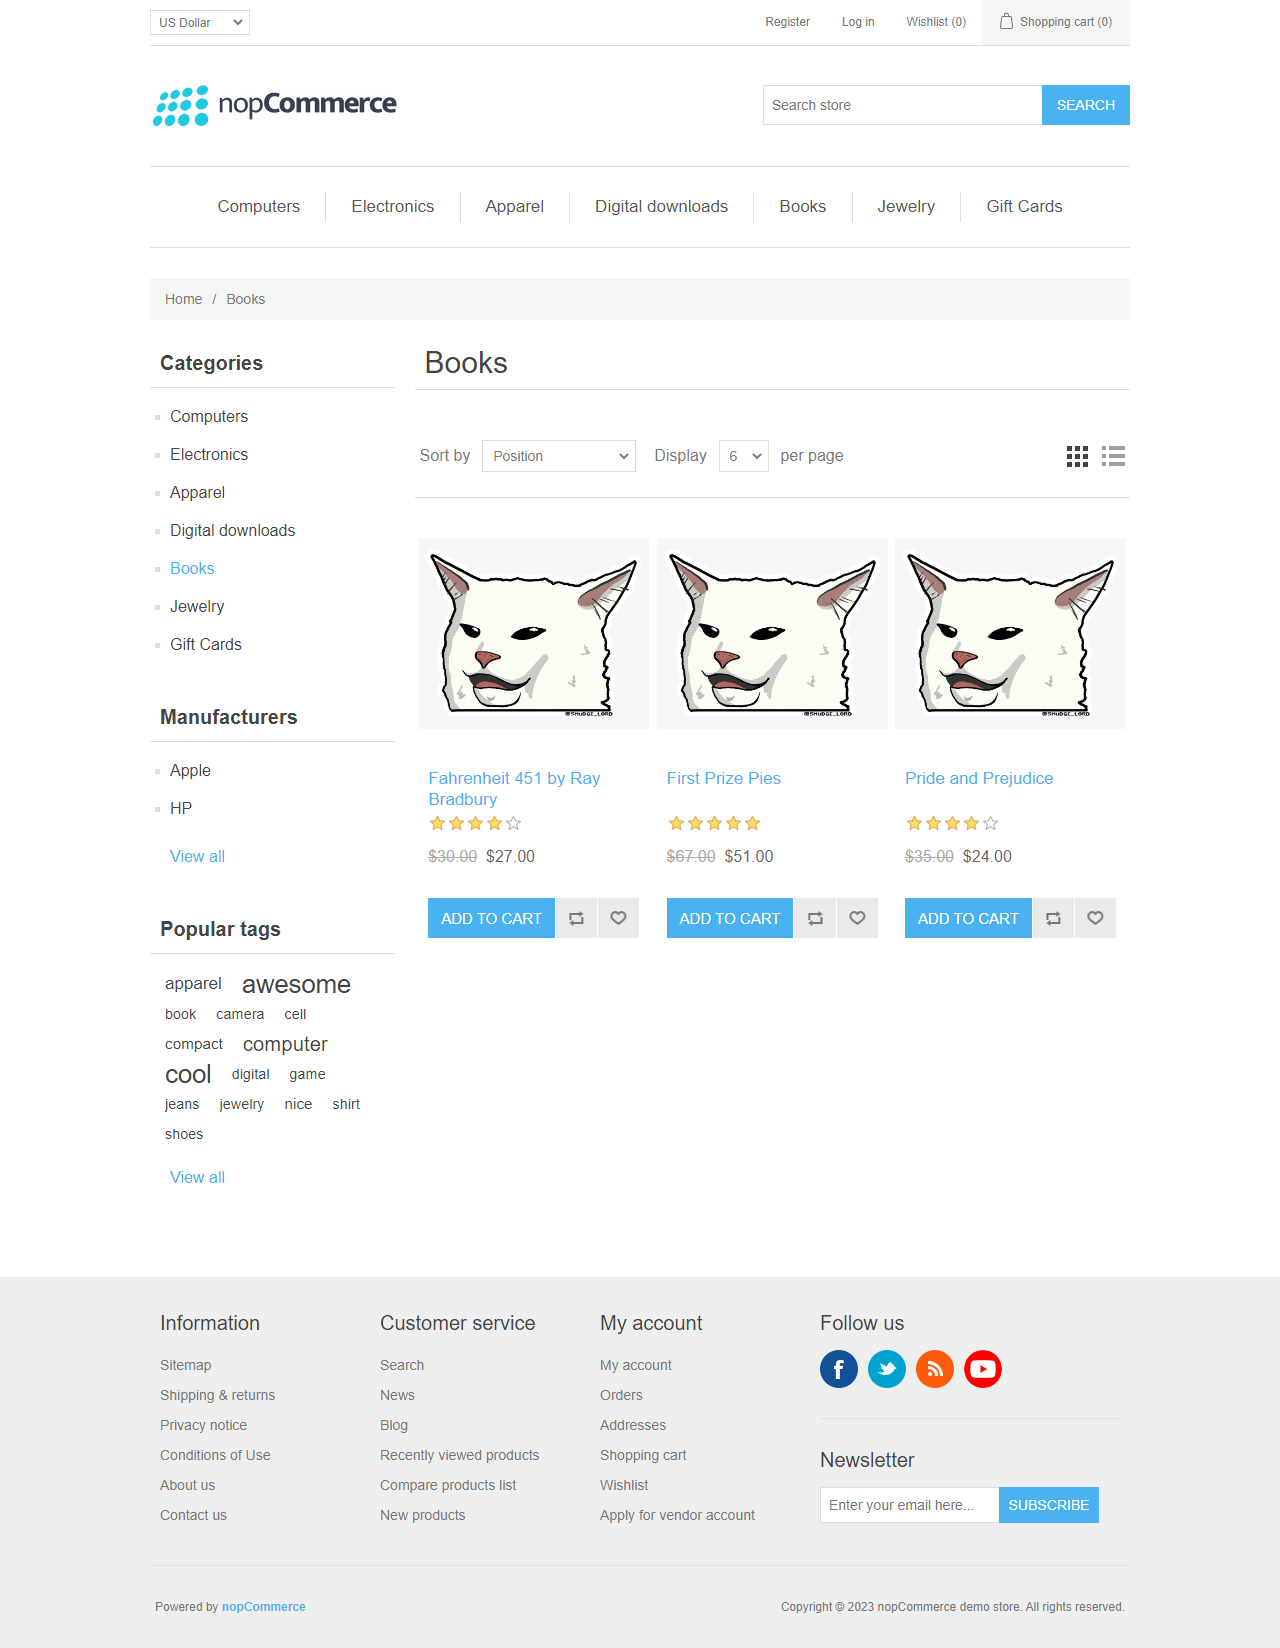 US Dollar
Register
Log in
Wishlist (0)
Shopping cart (0)
nopCommerce
Search store
SEARCH
Computers
Electronics
Apparel
Digital downloads
Books
Jewelry
Gift Cards
Home / Books
Categories
Computers
Electronics
Apparel
Digital downloads
Books
Jewelry
Gift Cards
Manufacturers
Apple
HP
View all
Popular tags
apparel awesome
book camera cell
compact computer
cool digital game
jeans jewelry nice shirt
shoes
View all
Books
Sort by Position Display 6 per page
@SMUDGE_LORD
@SMUDGE_LORD
@SMUDGE_LORD
Fahrenheit 451 by Ray
Bradbury
$30.00 $27.00
ADD TO CART
First Prize Pies
$67.00 $51.00
ADD TO CART
Pride and Prejudice
$35.00 $24.00
ADD TO CART
Information
Sitemap
Shipping & returns
Privacy notice
Conditions of Use
About us
Contact us
Customer service
Search
News
Blog
Recently viewed products
Compare products list
New products
My account
My account
Orders
Addresses
Shopping cart
Wishlist
Apply for vendor account
Follow us
Newsletter
Enter your email here...
SUBSCRIBE
Powered by nopCommerce
Copyright © 2023 nopCommerce demo store. All rights reserved.